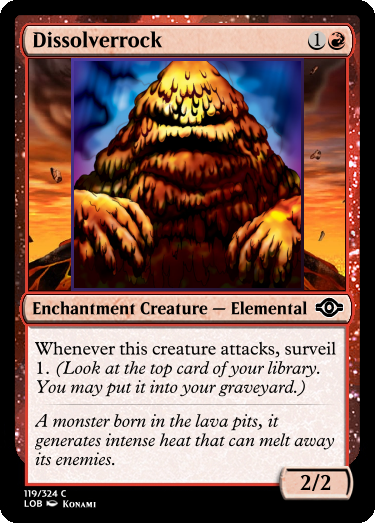 Dissolverrock 1
Enchantment Creature — Elemental
Whenever this creature attacks, surveil
1. (Look at the top card of your library.
You may put it into your graveyard.)
A monster born in the lava pits, it
generates intense heat that can melt away
its enemies.
2/2
119/324 C
LOB Konami